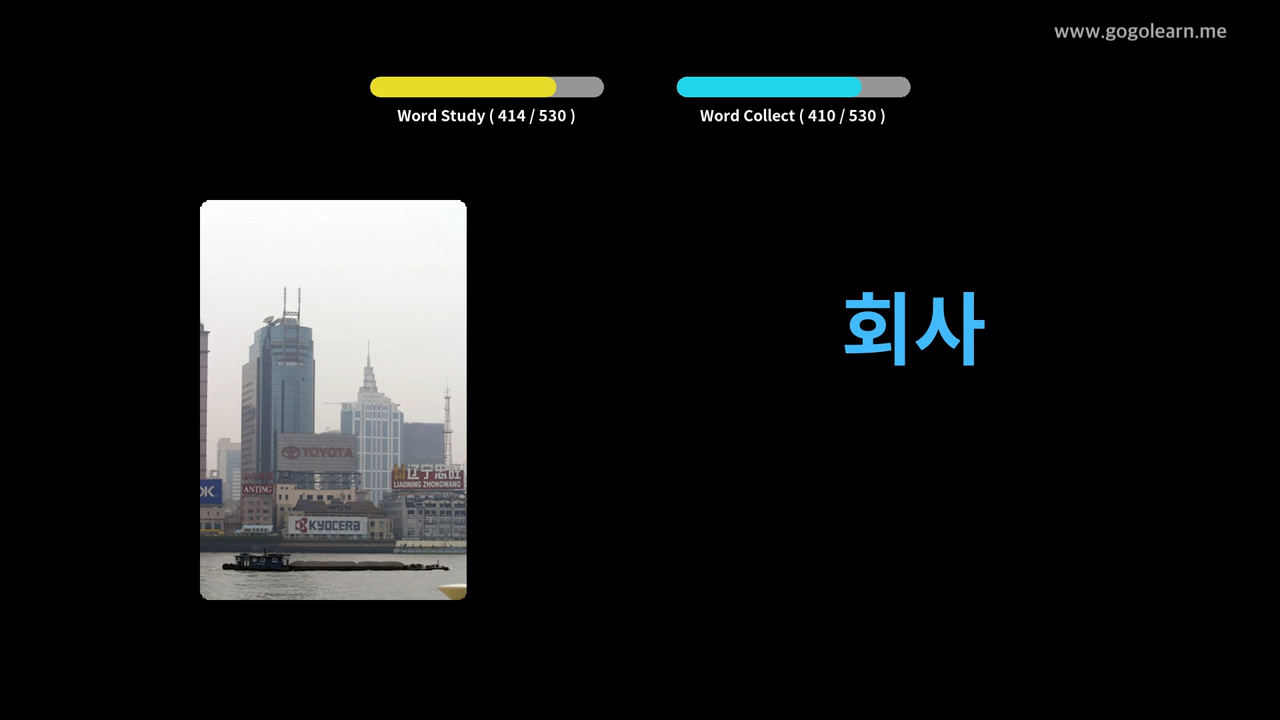 www.gogolearn.me
Word Study ( 414 / 530 )
Word Collect ( 410 / 530 )
회사
TOYOTA
辽宁忠旺
LIAONING ZHONGWANG
ANTING
OK
KYOCERA